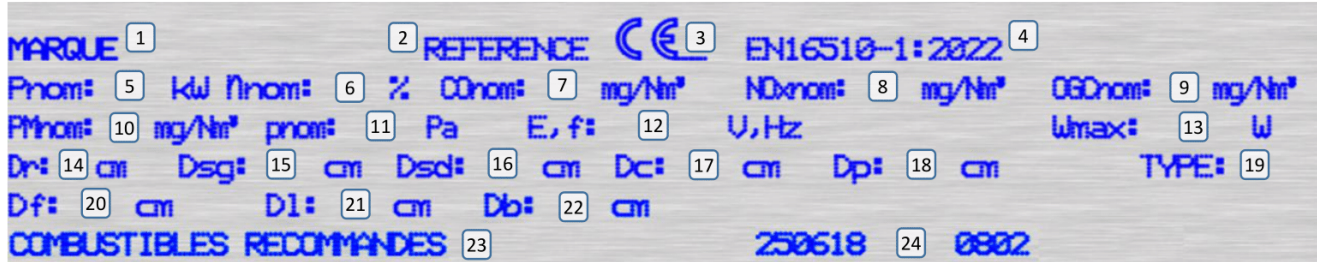 MARQUE 1 2 REFERENCE CE 3 EN16510-1:2022 4
Pnom: 5 kW ηnom: 6 % COnom: 7 mg/Nm³ NOxnom: 8 mg/Nm³ OGCnom: 9 mg/Nm³
PMnom: 10 mg/Nm³ pnom: 11 Pa E,f: 12 V,Hz Wmax: 13 W
Dr: 14 cm Dsg: 15 cm Dsd: 16 cm Dc: 17 cm Dp: 18 cm TYPE: 19
Df: 20 cm Dl: 21 cm Db: 22 cm
COMBUSTIBLES RECOMMANDES 23 250618 24 0802